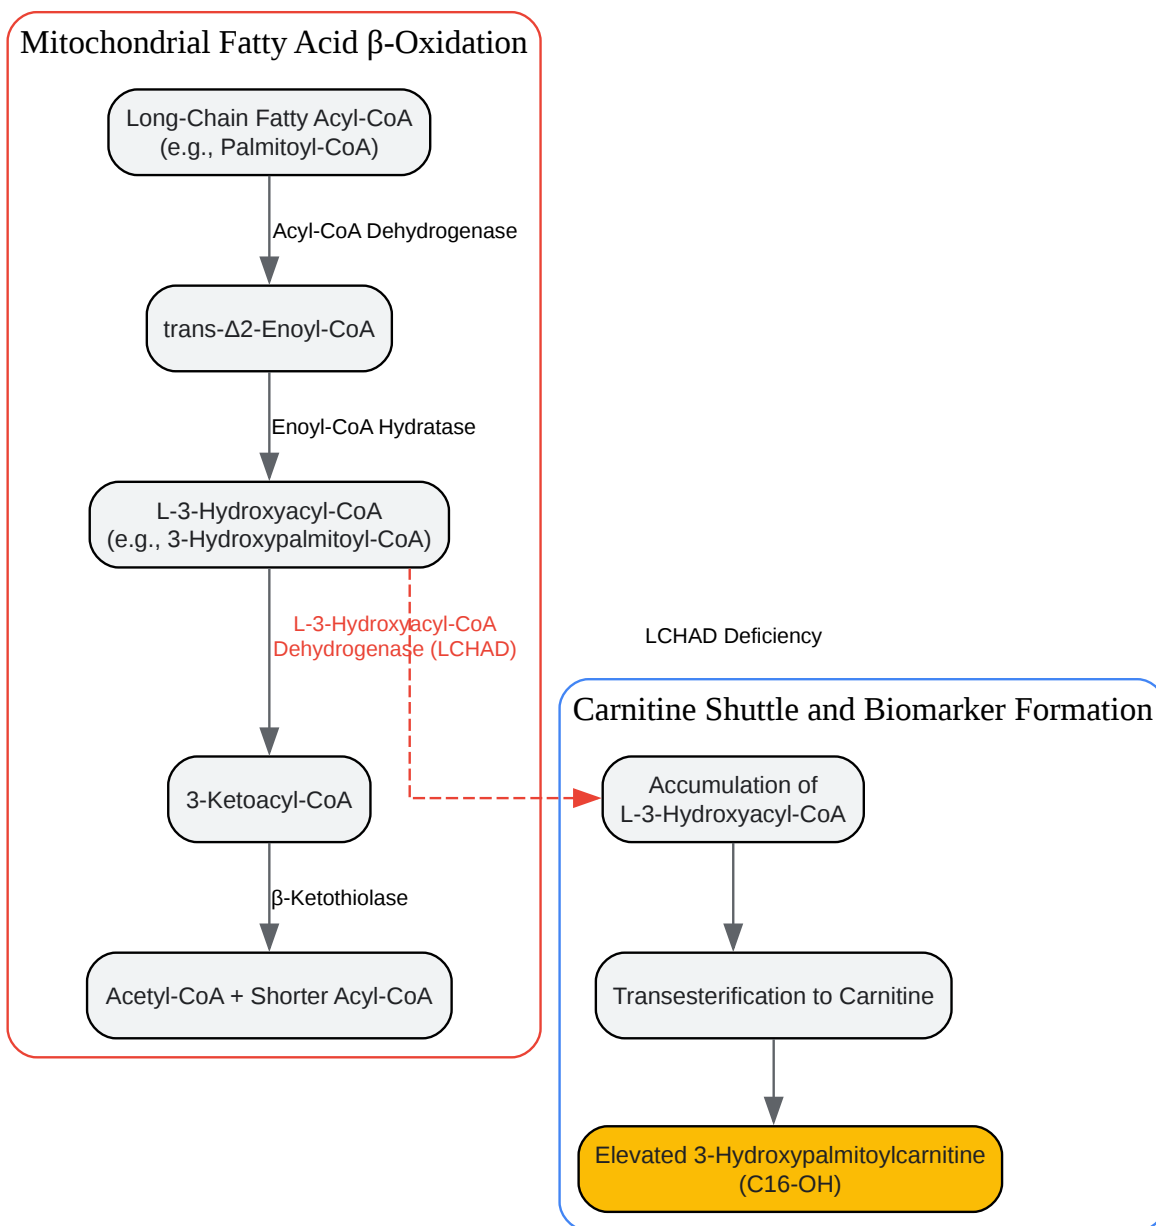 Mitochondrial Fatty Acid β-Oxidation
Long-Chain Fatty Acyl-CoA
(e.g., Palmitoyl-CoA)
Acyl-CoA Dehydrogenase
trans-Δ2-Enoyl-CoA
Enoyl-CoA Hydratase
L-3-Hydroxyacyl-CoA
(e.g., 3-Hydroxypalmitoyl-CoA)
L-3-Hydroxyacyl-CoA
Dehydrogenase (LCHAD)
3-Ketoacyl-CoA
β-Ketothiolase
Acetyl-CoA + Shorter Acyl-CoA
LCHAD Deficiency
Carnitine Shuttle and Biomarker Formation
Accumulation of
L-3-Hydroxyacyl-CoA
Transesterification to Carnitine
Elevated 3-Hydroxypalmitoylcarnitine
(C16-OH)